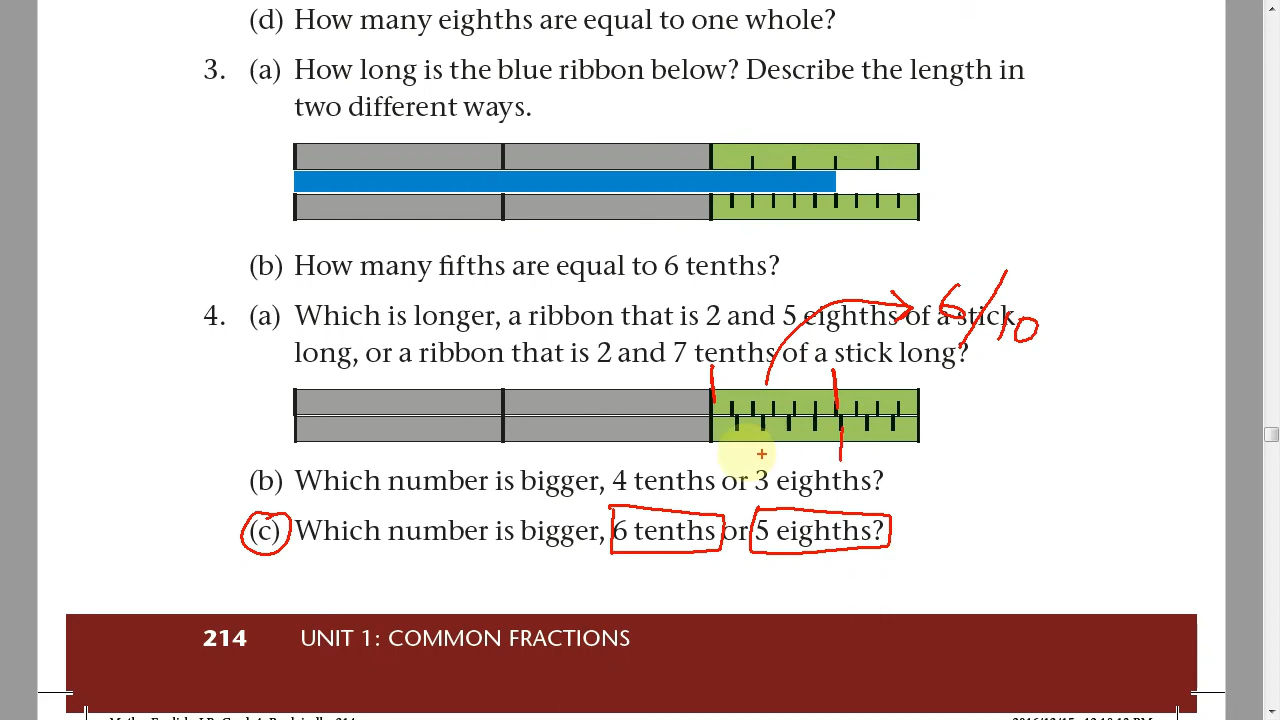 (d) How many eighths are equal to one whole?
3. (a) How long is the blue ribbon below? Describe the length in
two different ways.
(b) How many fifths are equal to 6 tenths?
6/10
4. (a) Which is longer, a ribbon that is 2 and 5 eighths of a stick
long, or a ribbon that is 2 and 7 tenths of a stick long?
(b) Which number is bigger, 4 tenths or 3 eighths?
(c) Which number is bigger, 6 tenths or 5 eighths?
214 UNIT 1: COMMON FRACTIONS